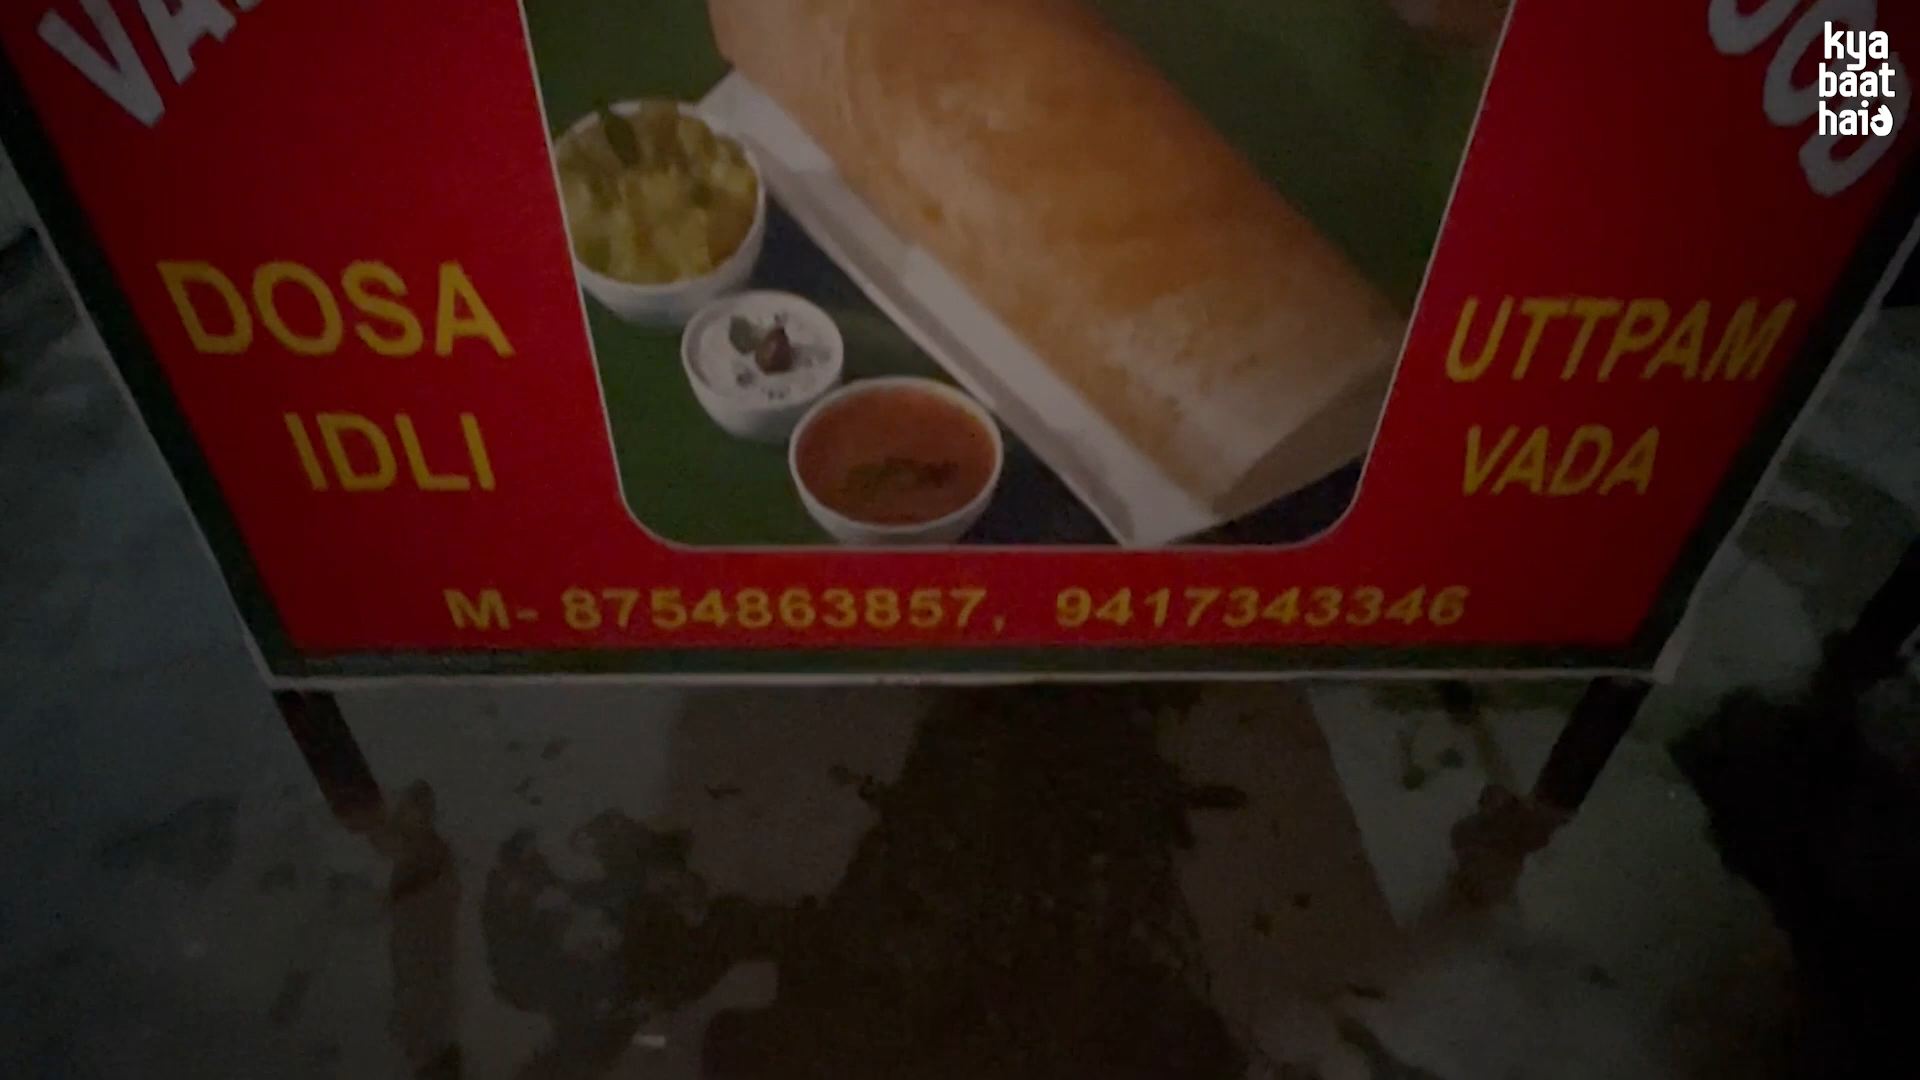 kya
baat
hai
DOSA
UTTPAM
IDLI
VADA
M- 8754863857, 9417343346